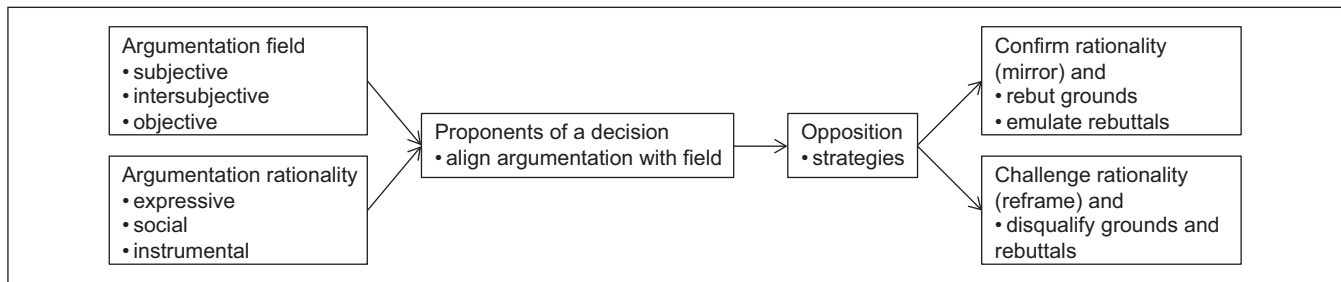 Argumentation field
• subjective
• intersubjective
• objective
Argumentation rationality
• expressive
• social
• instrumental
Proponents of a decision
• align argumentation with field
Opposition
• strategies
Confirm rationality
(mirror) and
• rebut grounds
• emulate rebuttals
Challenge rationality
(reframe) and
• disqualify grounds and
rebuttals